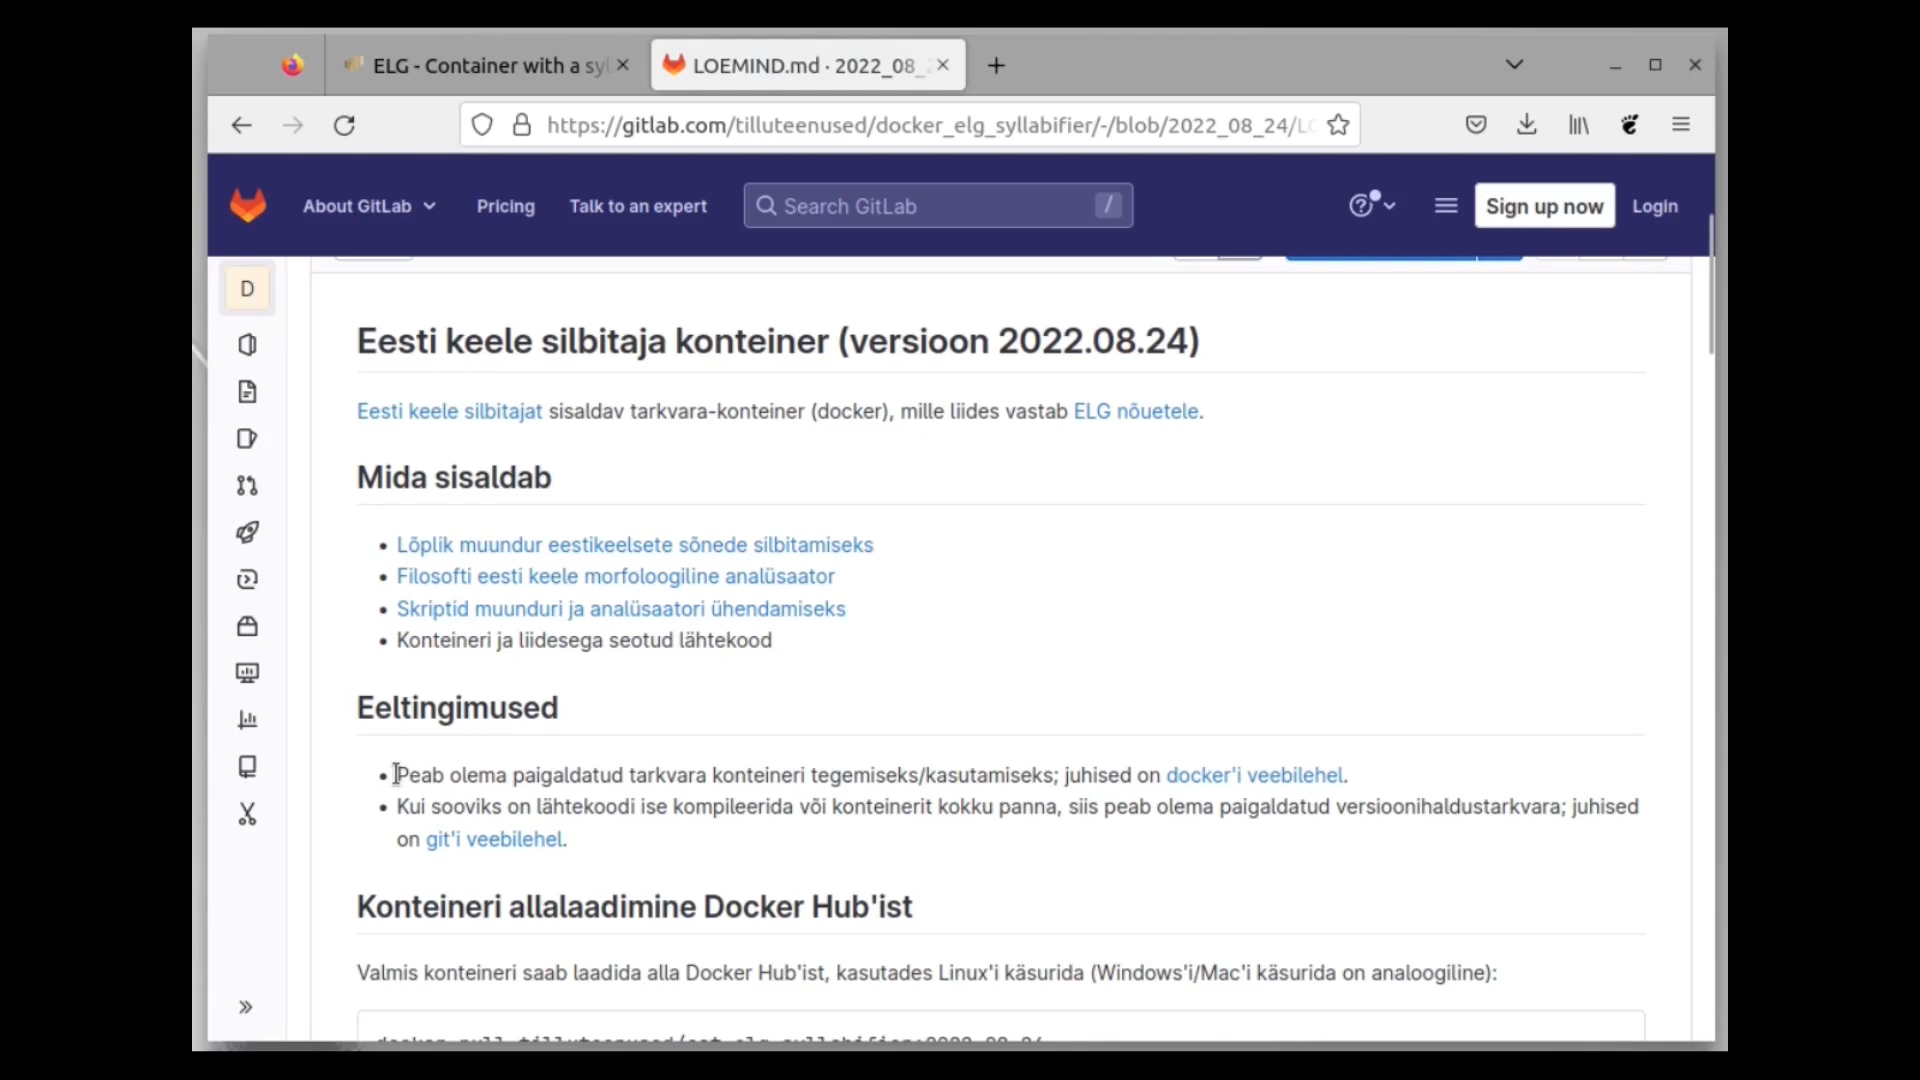 ELG - Container with a syl
LOEMIND.md · 2022_08_
https://gitlab.com/tilluteenused/docker_elg_syllabifier/-/blob/2022_08_24/LO
About GitLab
Pricing
Talk to an expert
Search GitLab
/
Sign up now
Login
D
Eesti keele silbitaja konteiner (versioon 2022.08.24)
Eesti keele silbitajat sisaldav tarkvara-konteiner (docker), mille liides vastab ELG nõuetele.
Mida sisaldab
Lõplik muundur eestikeelsete sõnede silbitamiseks
Filosofti eesti keele morfoloogiline analüsaator
Skriptid muunduri ja analüsaatori ühendamiseks
Konteineri ja liidesega seotud lähtekood
Eeltingimused
Peab olema paigaldatud tarkvara konteineri tegemiseks/kasutamiseks; juhised on docker'i veebilehel.
Kui sooviks on lähtekoodi ise kompileerida või konteinerit kokku panna, siis peab olema paigaldatud versioonihaldustarkvara; juhised
on git'i veebilehel.
Konteineri allalaadimine Docker Hub'ist
Valmis konteineri saab laadida alla Docker Hub'ist, kasutades Linux'i käsurida (Windows'i/Mac'i käsurida on analoogiline):